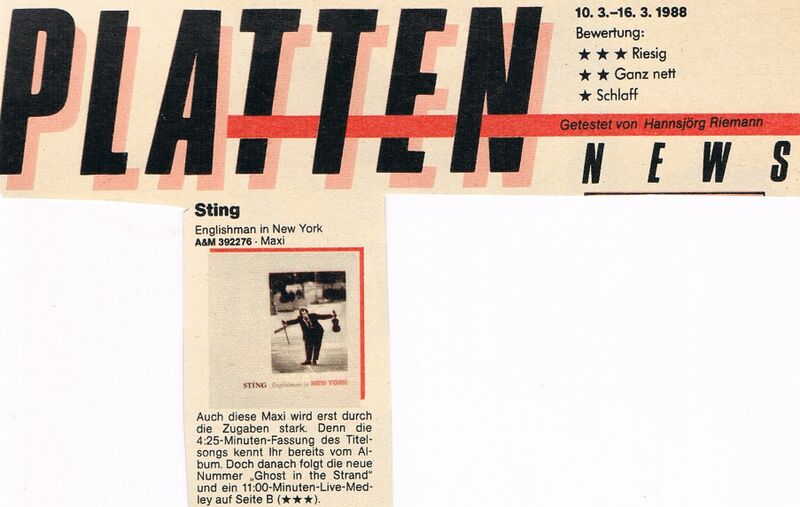 PLATTEN
10. 3.–16. 3. 1988
Bewertung:
★ ★ ★ Riesig
★ ★ Ganz nett
★ Schlaff
Getestet von Hannsjörg Riemann
NEWS
Sting
Englishman in New York
A&M 392276 · Maxi
STING Englishman in NEW YORK
Auch diese Maxi wird erst durch
die Zugaben stark. Denn die
4:25-Minuten-Fassung des Titel-
songs kennt Ihr bereits vom Al-
bum. Doch danach folgt die neue
Nummer „Ghost in the Strand“
und ein 11:00-Minuten-Live-Med-
ley auf Seite B (★★★).